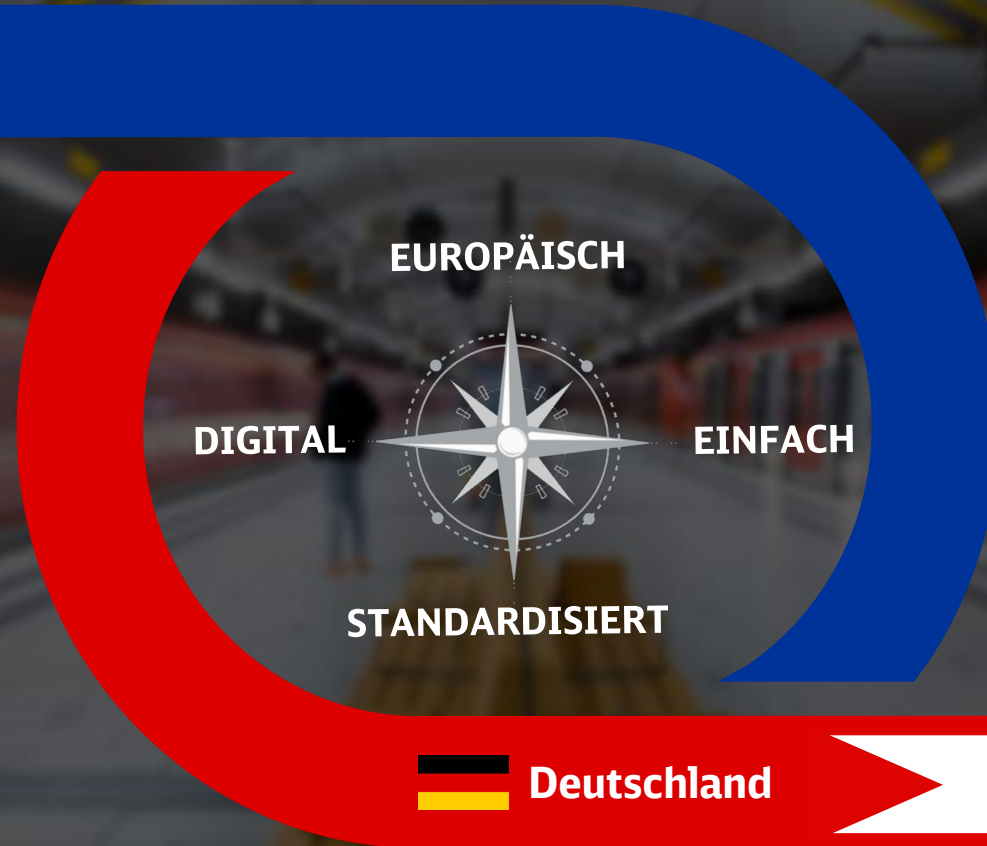 EUROPÄISCH
DIGITAL
EINFACH
STANDARDISIERT
Deutschland